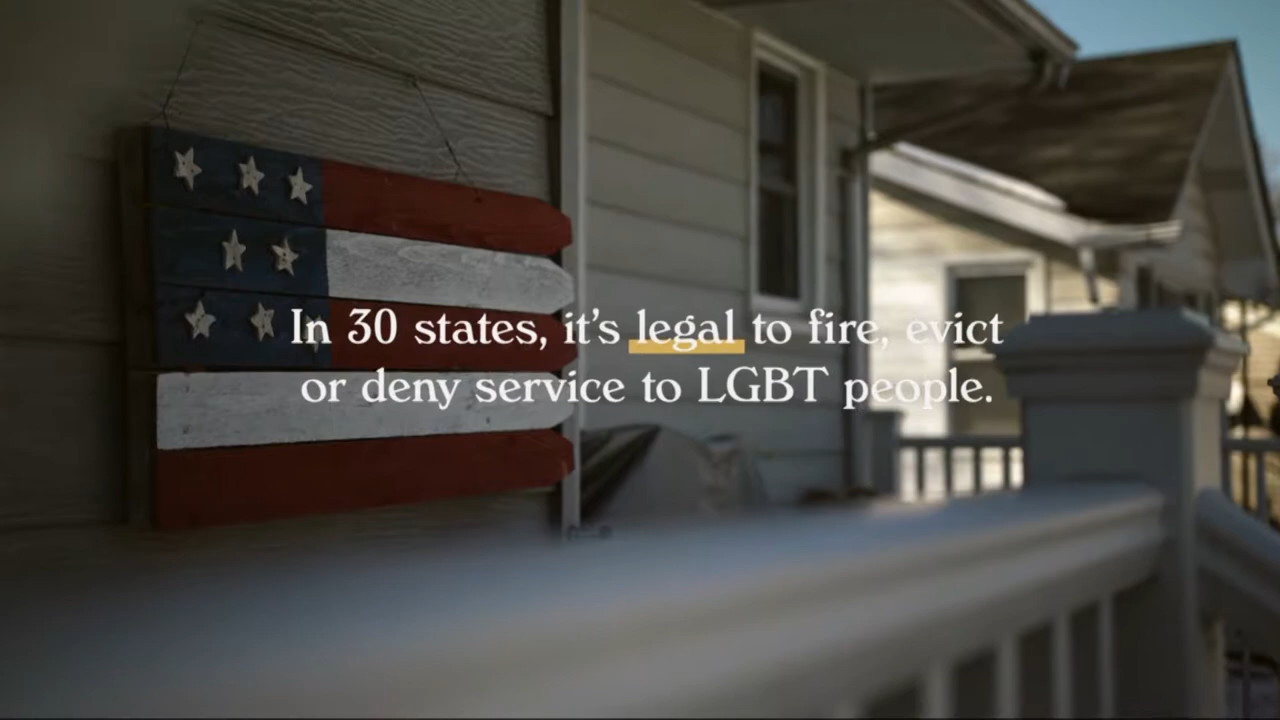 In 30 states, it's legal to fire, evict
or deny service to LGBT people.